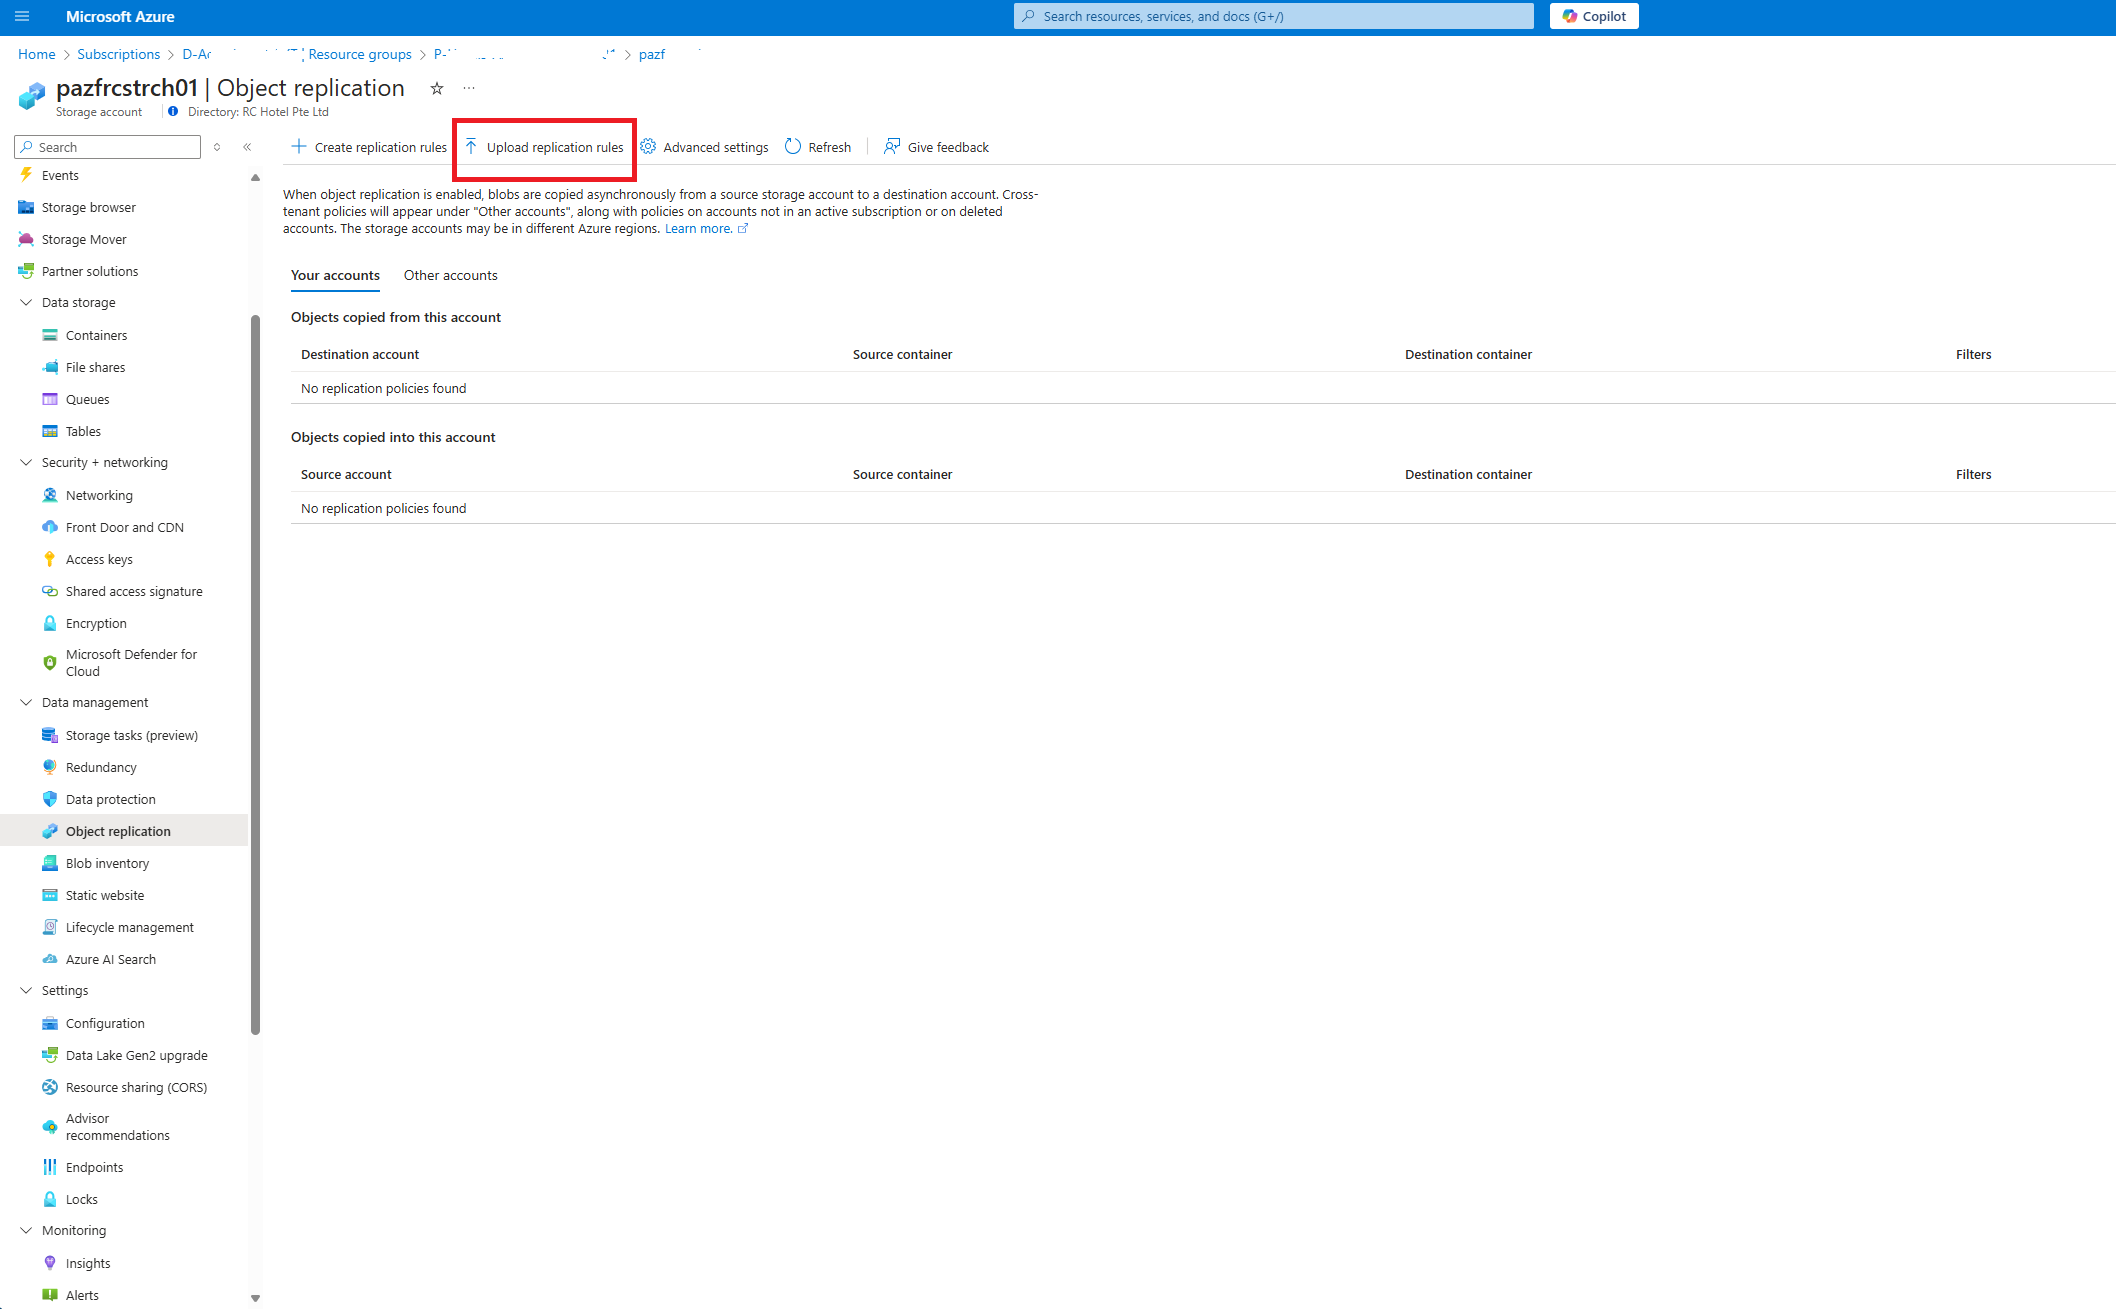 Microsoft Azure
Search resources, services, and docs (G+/)
Copilot
Home > Subscriptions > Resource groups > pazf
pazfrcstrch01 | Object replication
Storage account
Directory: RC Hotel Pte Ltd
Search
Create replication rules
Upload replication rules
Advanced settings
Refresh
Give feedback
Events
Storage browser
Storage Mover
Partner solutions
Data storage
Containers
File shares
Queues
Tables
Security + networking
Networking
Front Door and CDN
Access keys
Shared access signature
Encryption
Microsoft Defender for
Cloud
Data management
Storage tasks (preview)
Redundancy
Data protection
Object replication
Blob inventory
Static website
Lifecycle management
Azure AI Search
Settings
Configuration
Data Lake Gen2 upgrade
Resource sharing (CORS)
Advisor
recommendations
Endpoints
Locks
Monitoring
Insights
Alerts
When object replication is enabled, blobs are copied asynchronously from a source storage account to a destination account. Cross-
tenant policies will appear under "Other accounts", along with policies on accounts not in an active subscription or on deleted
accounts. The storage accounts may be in different Azure regions. Learn more.
Your accounts
Other accounts
Objects copied from this account
Destination account
Source container
Destination container
Filters
No replication policies found
Objects copied into this account
Source account
Source container
Destination container
Filters
No replication policies found